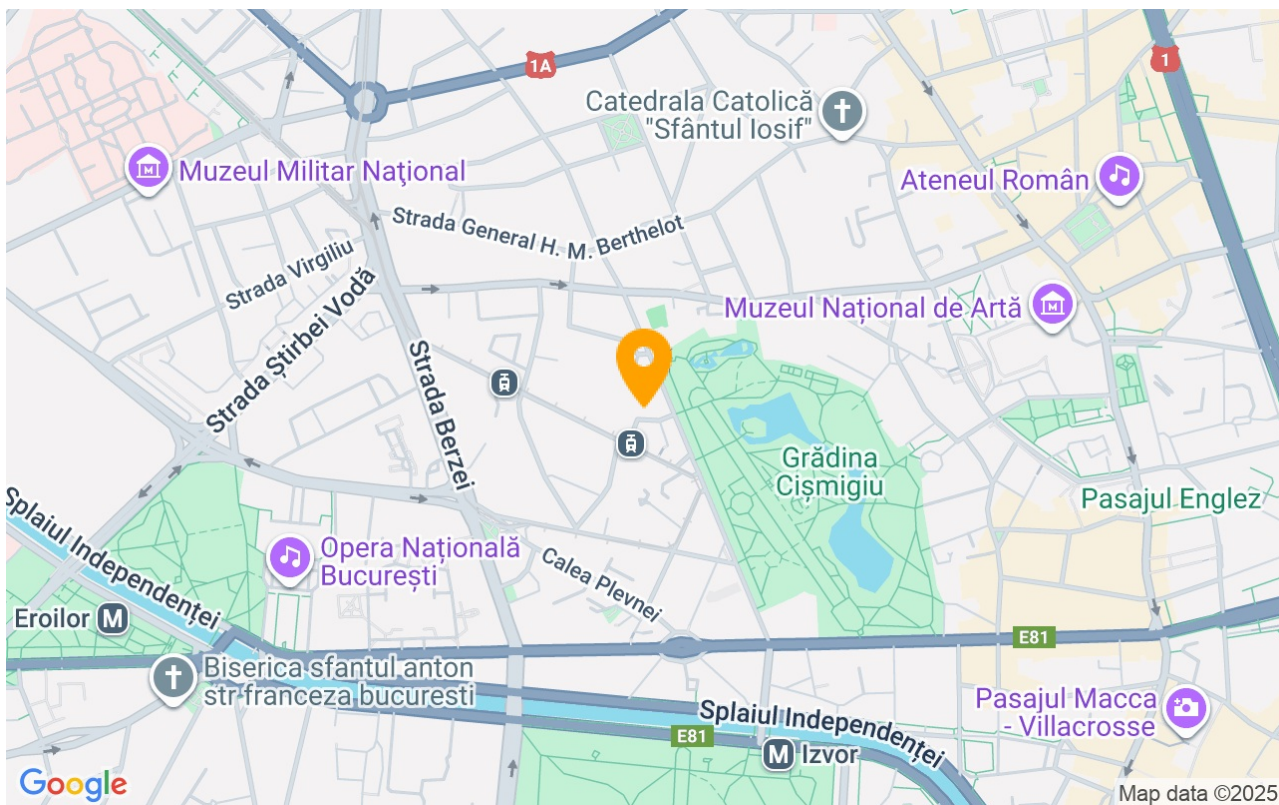 1A
1
Catedrala Catolică
"Sfântul Iosif"
Muzeul Militar Naţional
Ateneul Român
Strada General H. M. Berthelot
Strada Virgiliu
Strada Știrbei Vodă
Muzeul Național de Artă
Strada Berzei
Grădina
Cișmigiu
Pasajul Englez
Splaiul Independenței
Opera Națională
București
Calea Plevnei
Eroilor M
E81
Biserica sfantul anton
str franceza bucuresti
Pasajul Macca
- Villacrosse
Splaiul Independenței
E81
M Izvor
Google
Map data ©2025